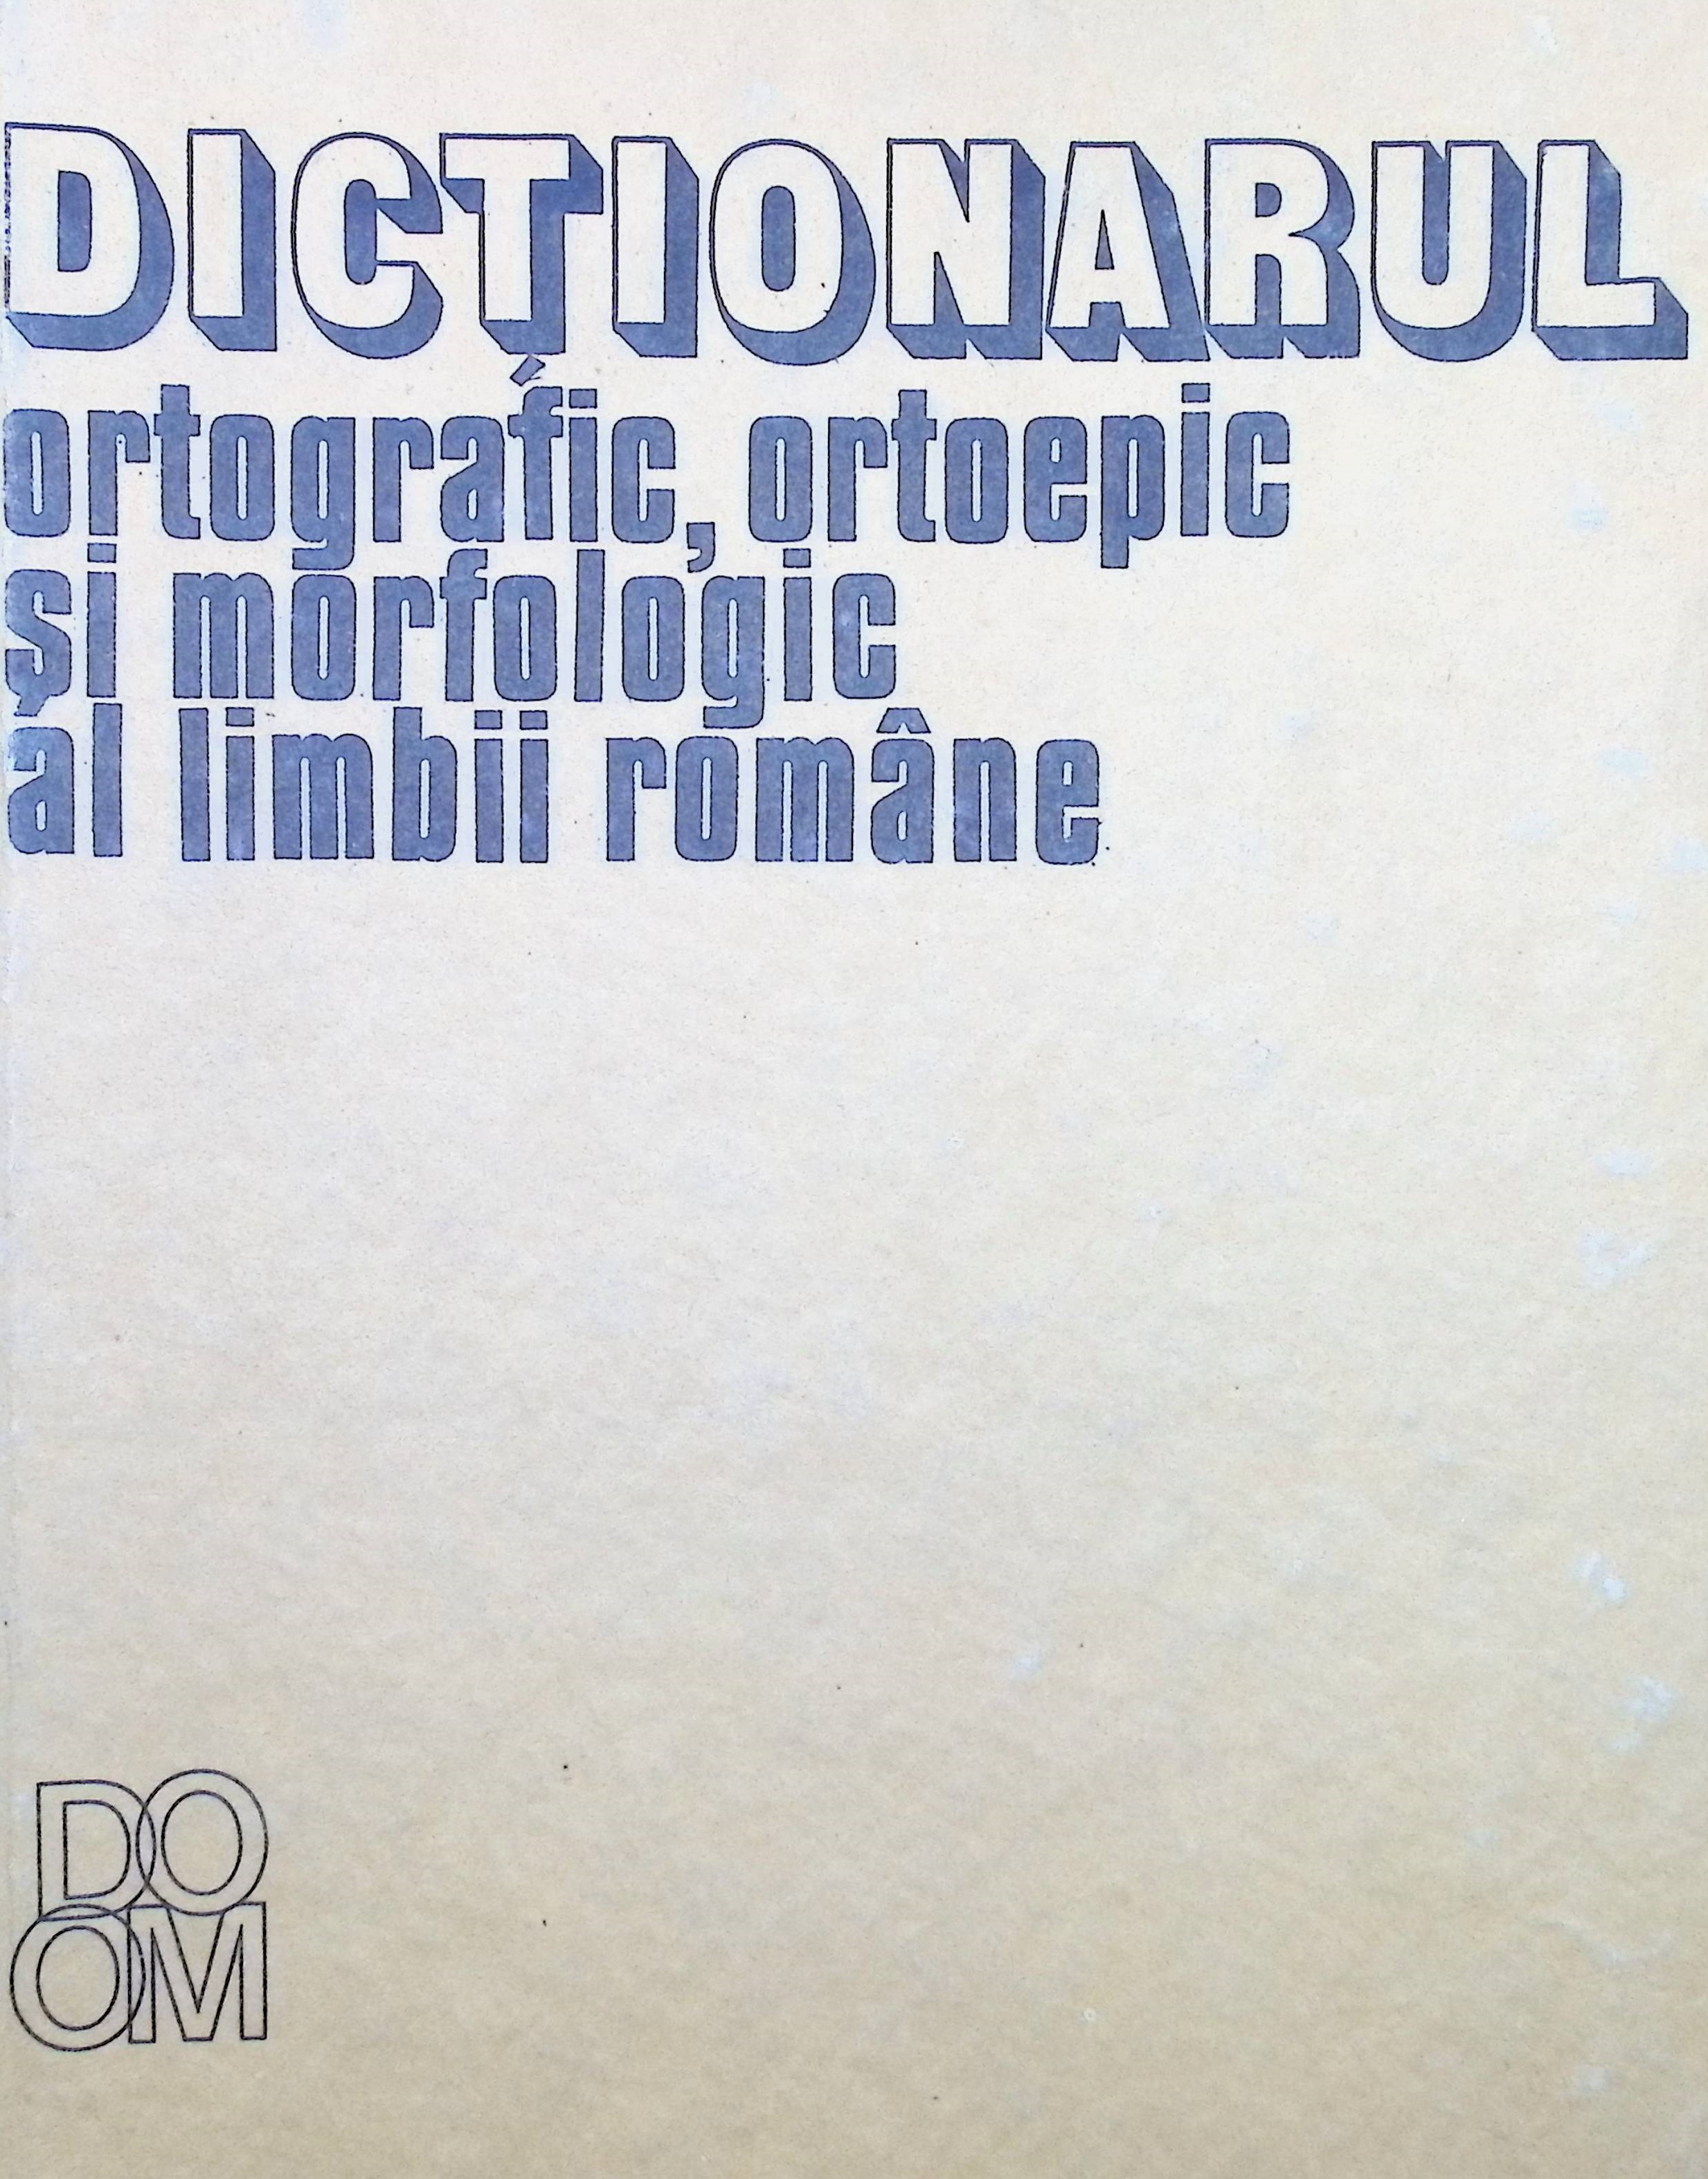 DICȚIONARUL
ortografic, ortoepic
și morfologic
al limbii române
DO
OM